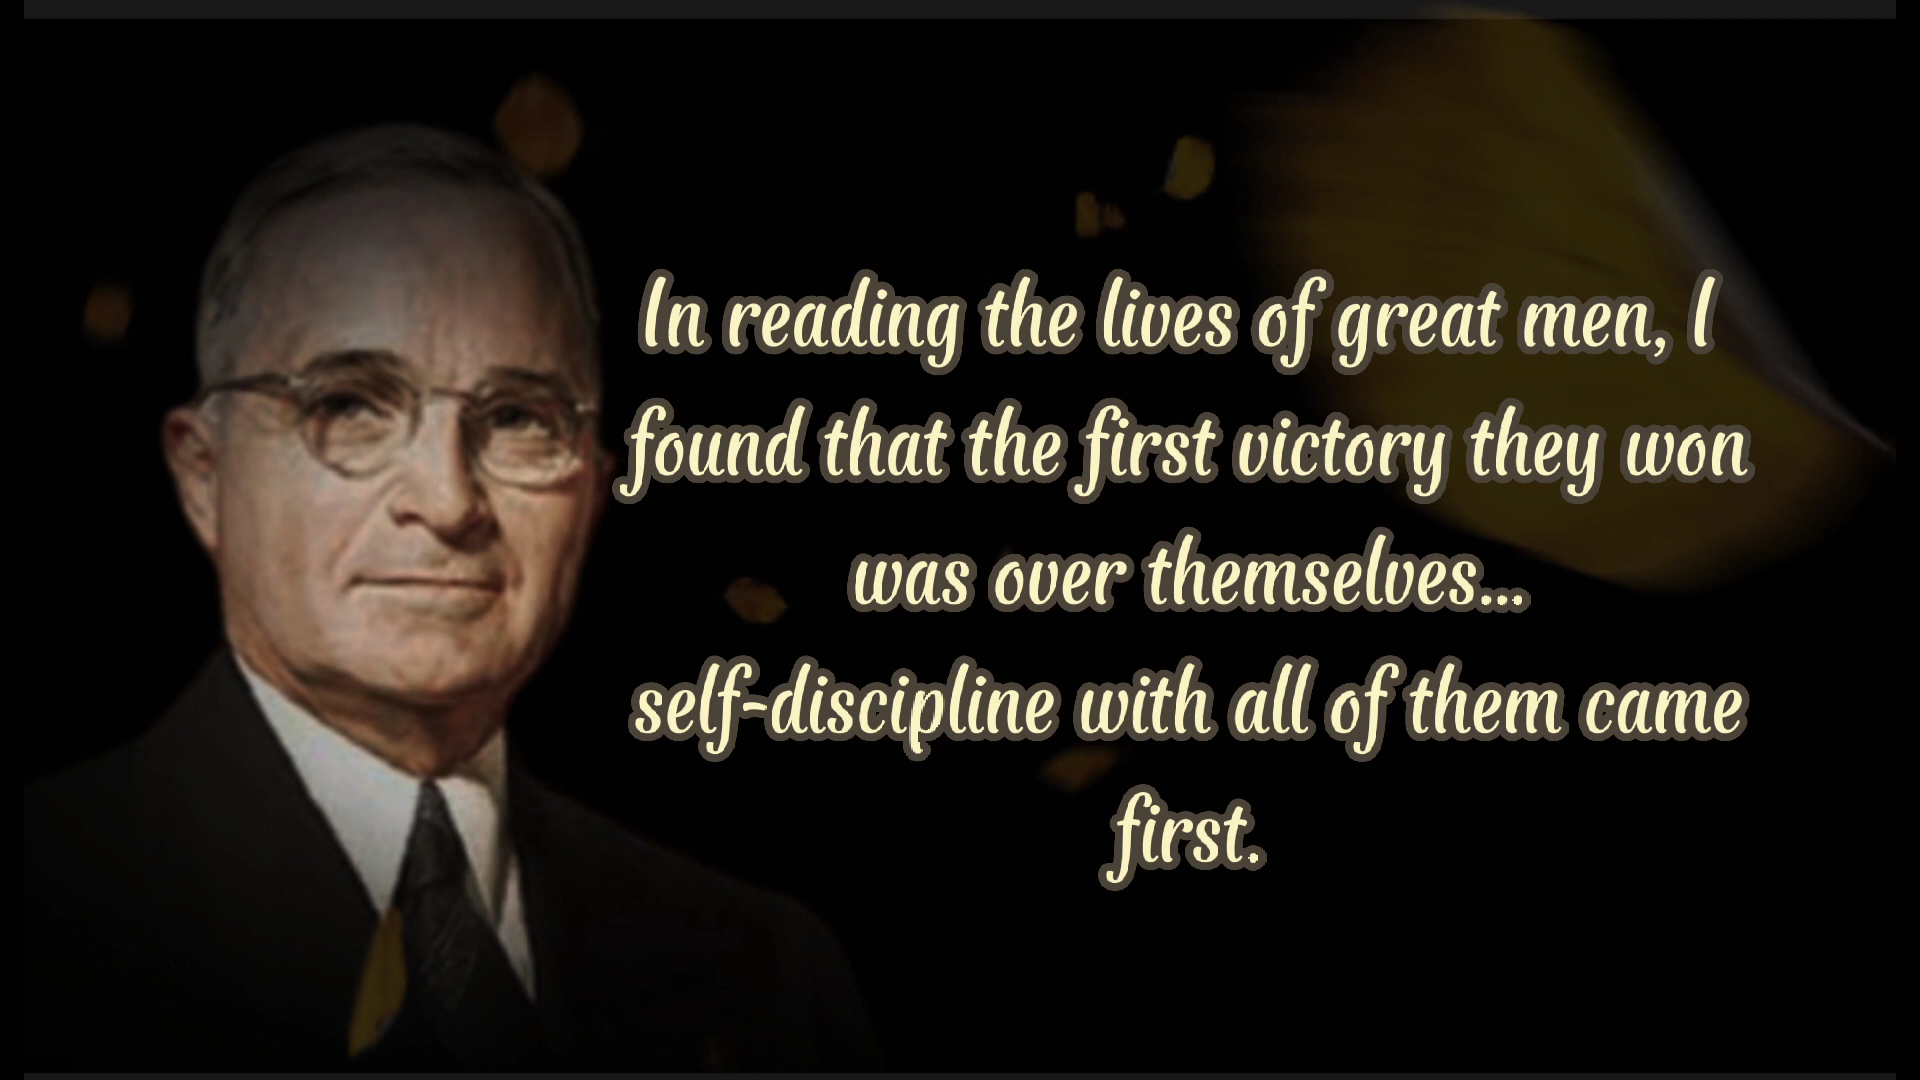 In reading the lives of great men, I
found that the first victory they won
was over themselves...
self-discipline with all of them came
first.